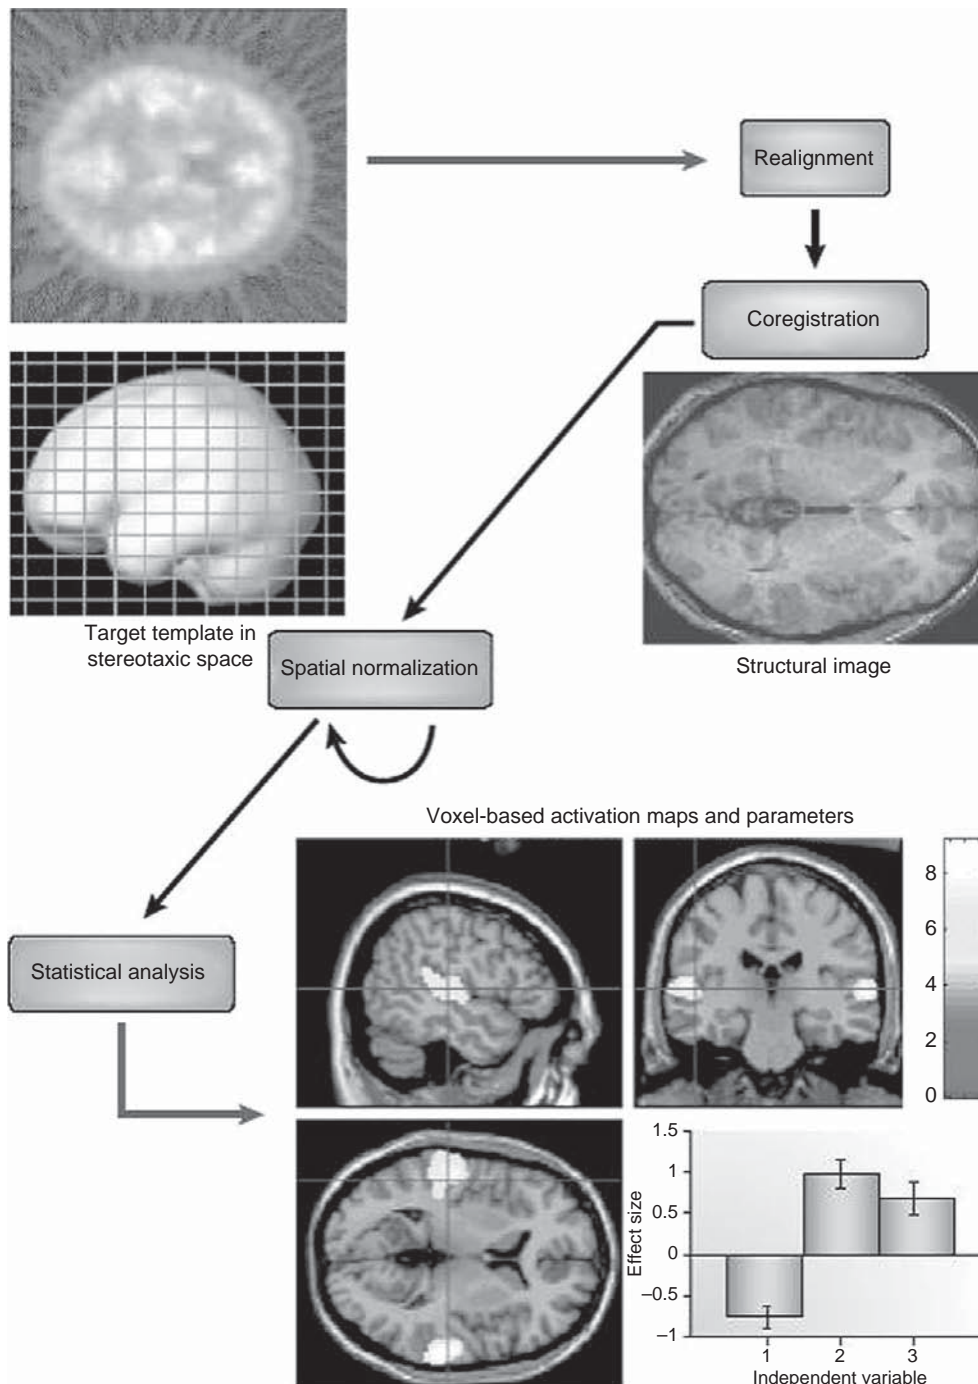 Realignment
Coregistration
Target template in
stereotaxic space
Spatial normalization
Structural image
Voxel-based activation maps and parameters
Statistical analysis
8
6
4
2
0
1.5
1
0.5
0
–0.5
–1
Effect size
1
2
3
Independent variable